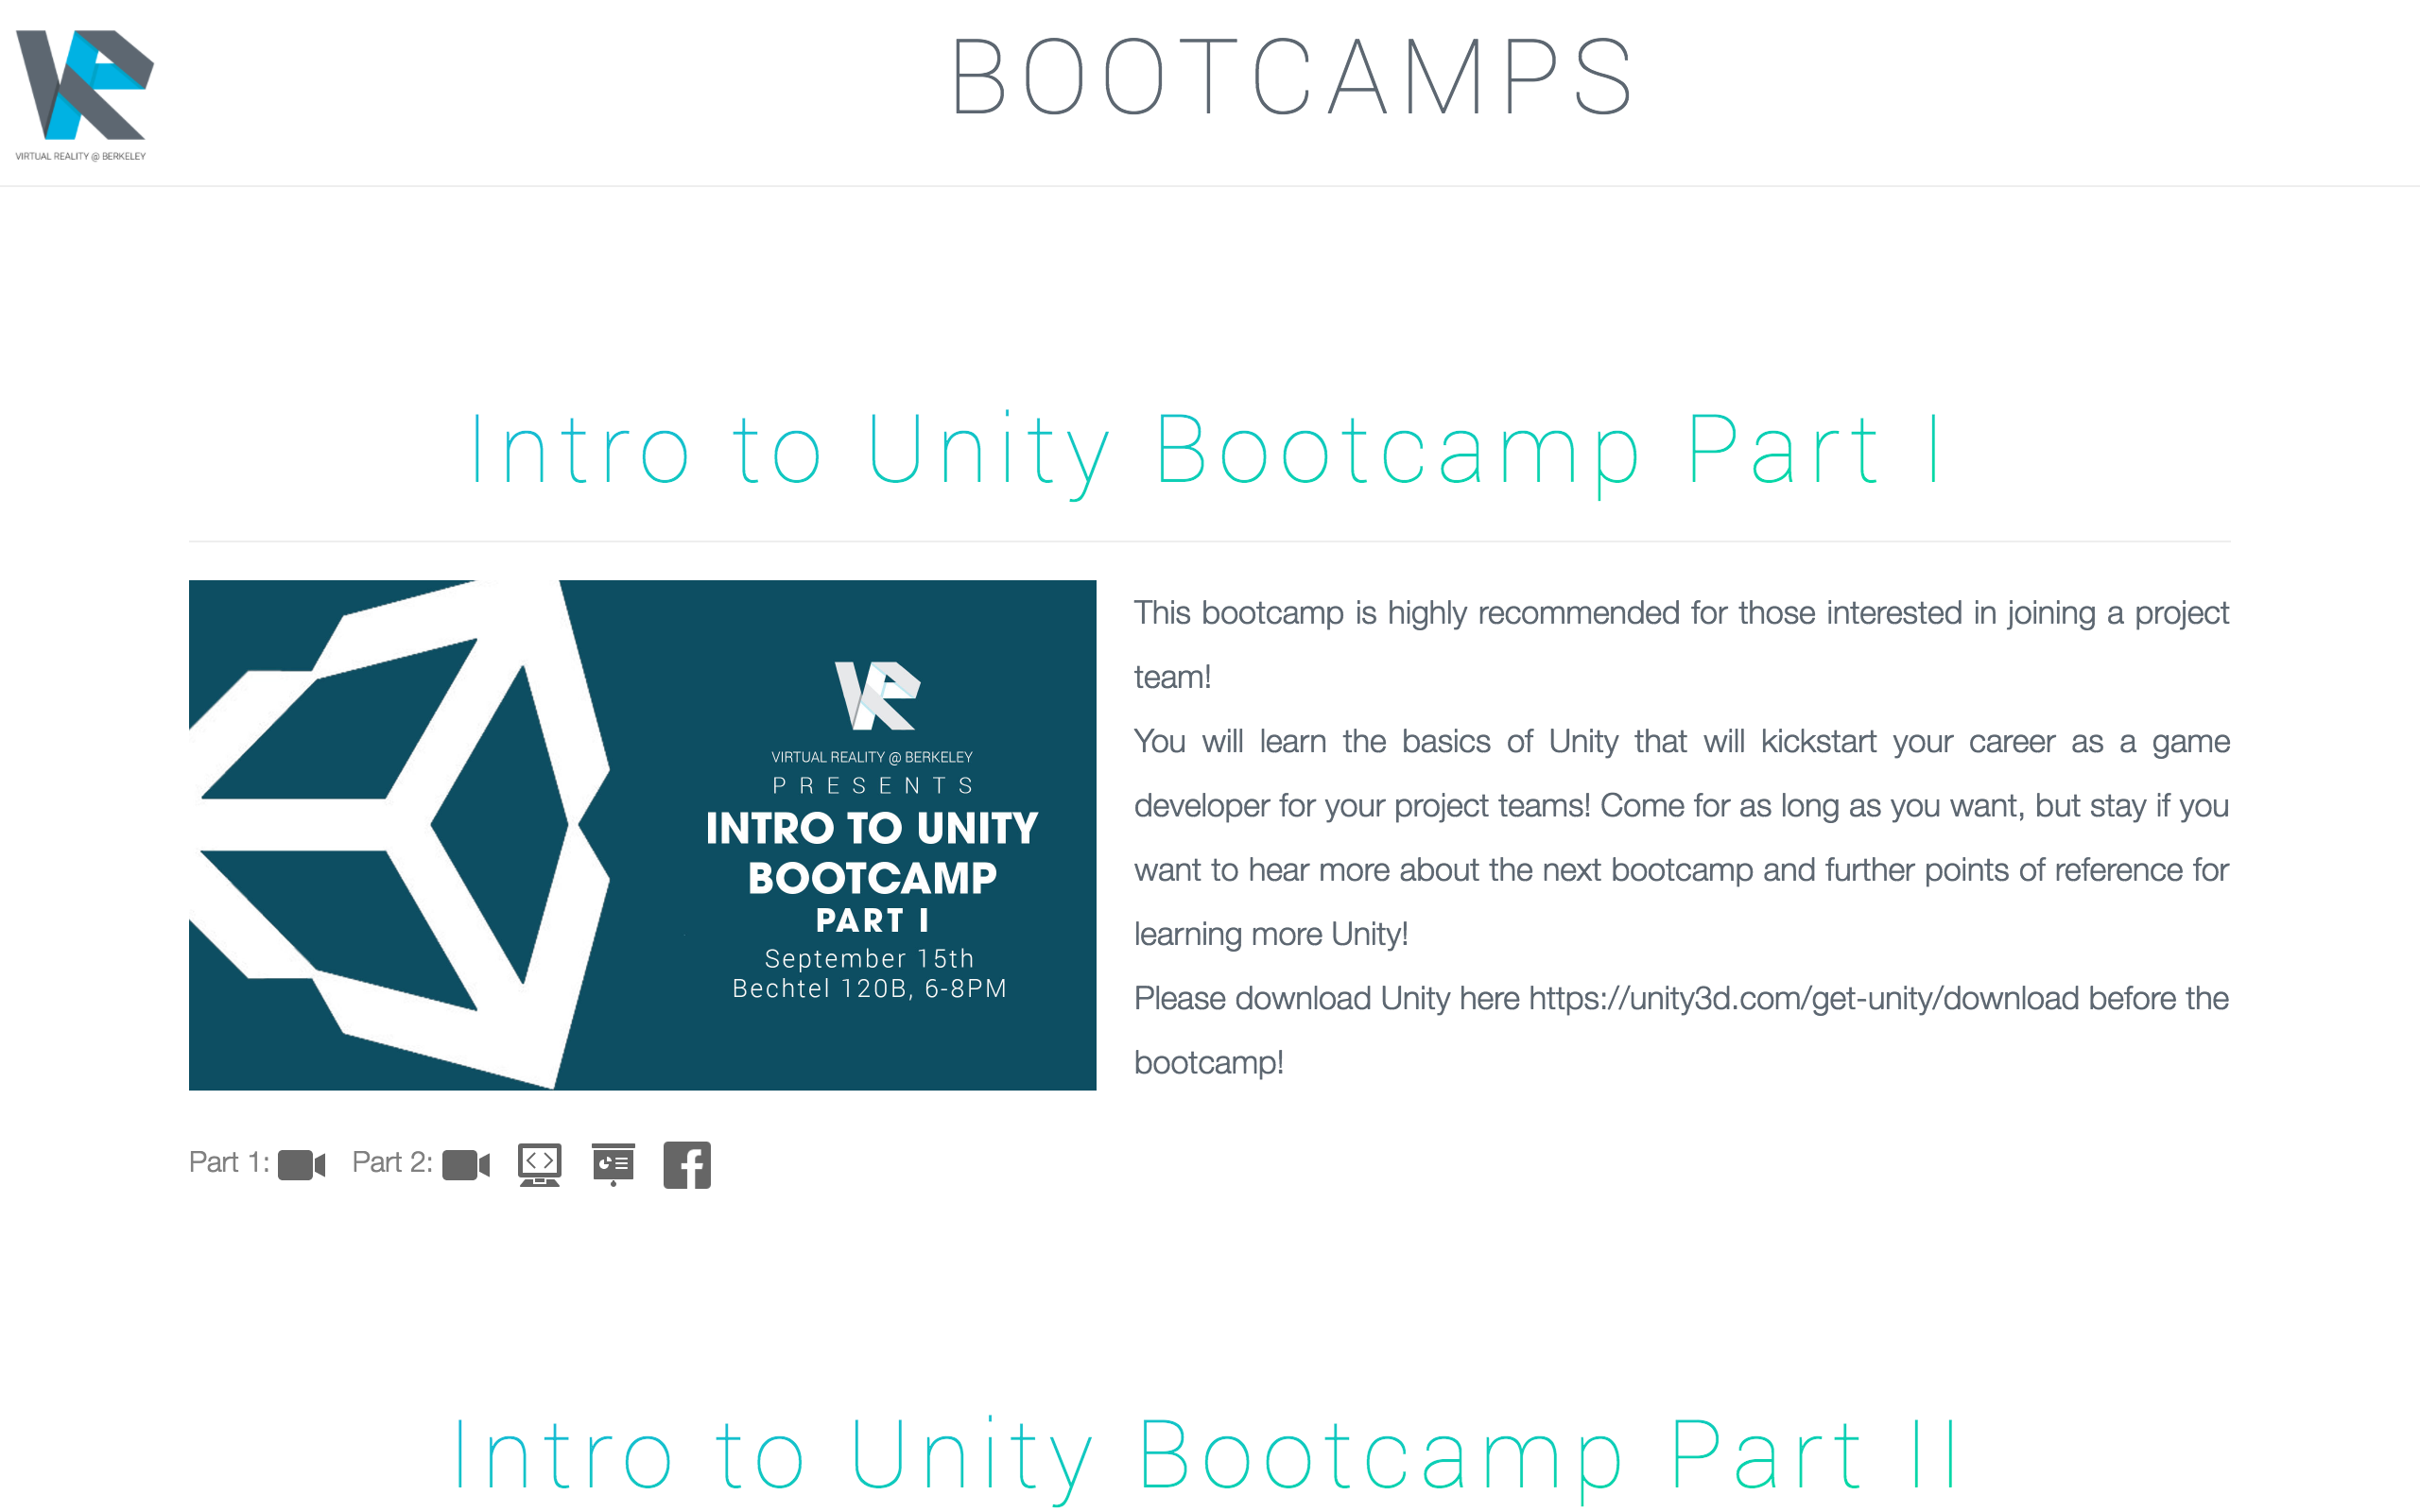 VIRTUAL REALITY @ BERKELEY
BOOTCAMPS
Intro to Unity Bootcamp Part I
VIRTUAL REALITY @ BERKELEY
PRESENTS
INTRO TO UNITY
BOOTCAMP
PART I
September 15th
Bechtel 120B, 6-8PM
This bootcamp is highly recommended for those interested in joining a project
team!
You will learn the basics of Unity that will kickstart your career as a game
developer for your project teams! Come for as long as you want, but stay if you
want to hear more about the next bootcamp and further points of reference for
learning more Unity!
Please download Unity here https://unity3d.com/get-unity/download before the
bootcamp!
Part 1: Part 2:
Intro to Unity Bootcamp Part II